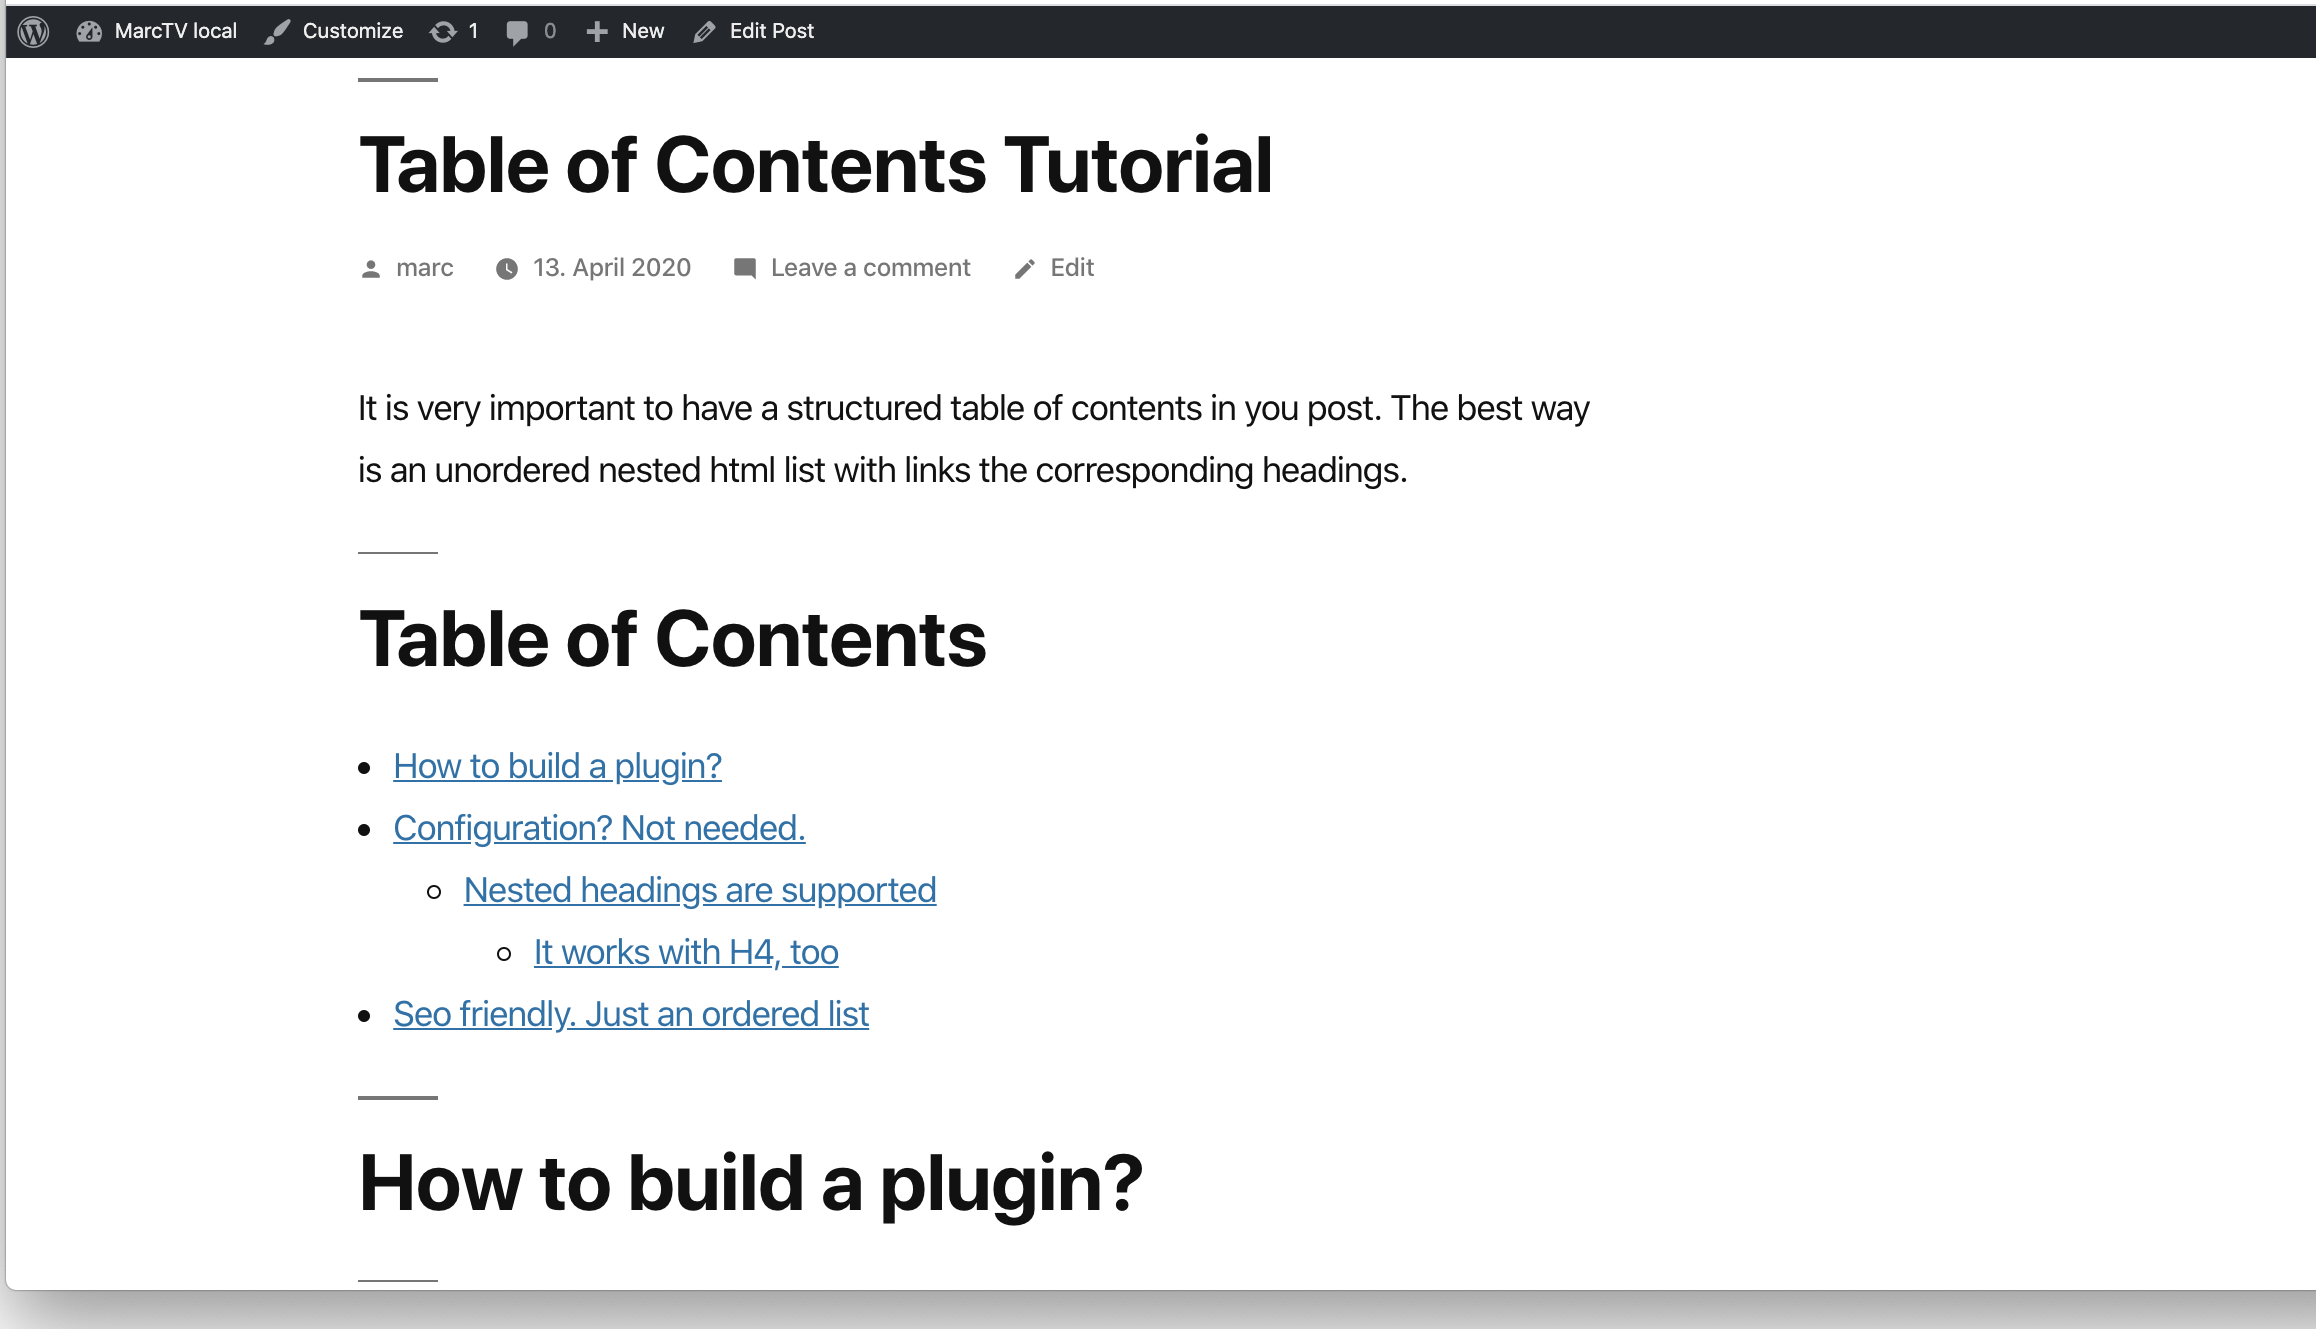 MarcTV local Customize 1 0 New Edit Post
Table of Contents Tutorial
marc 13. April 2020 Leave a comment Edit
It is very important to have a structured table of contents in you post. The best way
is an unordered nested html list with links the corresponding headings.
Table of Contents
How to build a plugin?
Configuration? Not needed.
Nested headings are supported
It works with H4, too
Seo friendly. Just an ordered list
How to build a plugin?